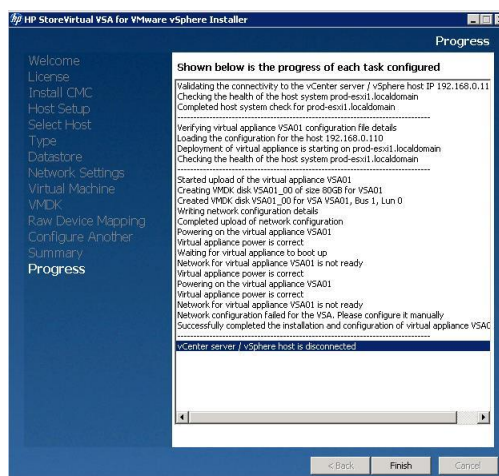 HP StoreVirtual VSA for VMware vSphere Installer
Progress
Welcome
License
Install CMC
Host Setup
Select Host
Type
Datastore
Network Settings
Virtual Machine
VMDK
Raw Device Mapping
Configure Another
Summary
Progress
Shown below is the progress of each task configured
Validating the connectivity to the vCenter server / vSphere host IP 192.168.0.11
Checking the health of the host system prod-esxi1.localdomain
Completed host system check for prod-esxi1.localdomain
----------------------------------------------------------------
Verifying virtual appliance VSA01 configuration file details
Loading the configuration for the host 192.168.0.110
Deployment of virtual appliance is starting on prod-esxi1.localdomain
Checking the health of the host system prod-esxi1.localdomain
----------------------------------------------------------------
Started upload of the virtual appliance VSA01
Creating VMDK disk VSA01_00 of size 80GB for VSA01
Created VMDK disk VSA01_00 for VSA VSA01, Bus 1, Lun 0
Writing network configuration details
Completed upload of network configuration
Powering on the virtual appliance VSA01
Virtual appliance power is correct
Waiting for virtual appliance to boot up
Network for virtual appliance VSA01 is not ready
Virtual appliance power is correct
Powering on the virtual appliance VSA01
Virtual appliance power is correct
Network for virtual appliance VSA01 is not ready
Network configuration failed for the VSA. Please configure it manually
Successfully completed the installation and configuration of virtual appliance VSA0
----------------------------------------------------------------
vCenter server / vSphere host is disconnected
< Back
Finish
Cancel